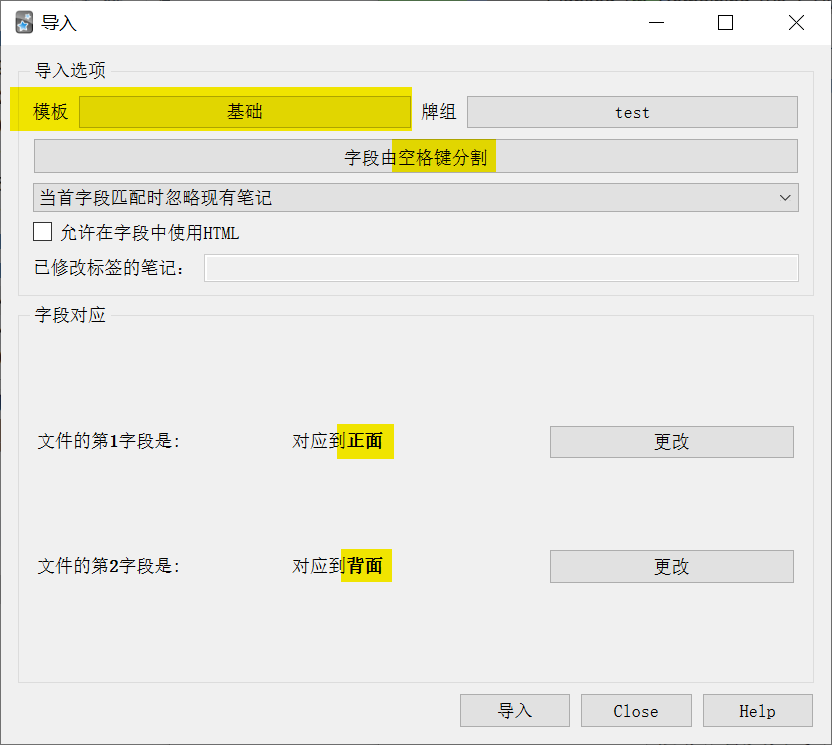 导入
导入选项
模板 基础 牌组 test
字段由空格键分割
当首字段匹配时忽略现有笔记
允许在字段中使用HTML
已修改标签的笔记：
字段对应
文件的第1字段是: 对应到正面 更改
文件的第2字段是: 对应到背面 更改
导入 Close Help